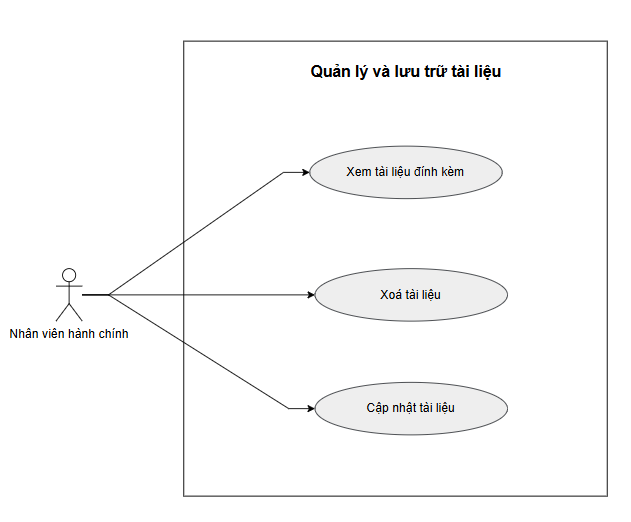 Quản lý và lưu trữ tài liệu
Xem tài liệu đính kèm
Xoá tài liệu
Nhân viên hành chính
Cập nhật tài liệu